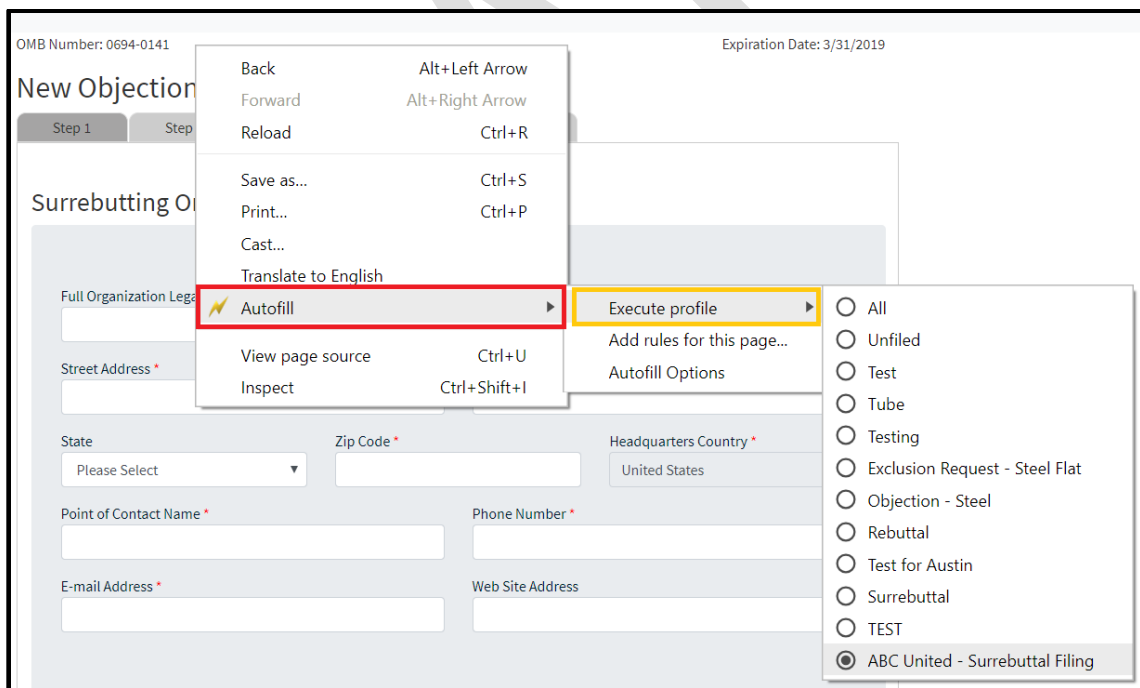 OMB Number: 0694-0141
Expiration Date: 3/31/2019
New Objection
Step 1
Step
Surrebutting Or
Full Organization Lega
Street Address *
State
Zip Code *
Headquarters Country *
Please Select
United States
Point of Contact Name *
Phone Number *
E-mail Address *
Web Site Address
Back Alt+Left Arrow
Forward Alt+Right Arrow
Reload Ctrl+R
Save as... Ctrl+S
Print... Ctrl+P
Cast...
Translate to English
Autofill
View page source Ctrl+U
Inspect Ctrl+Shift+I
Execute profile
Add rules for this page...
Autofill Options
All
Unfiled
Test
Tube
Testing
Exclusion Request - Steel Flat
Objection - Steel
Rebuttal
Test for Austin
Surrebuttal
TEST
ABC United - Surrebuttal Filing